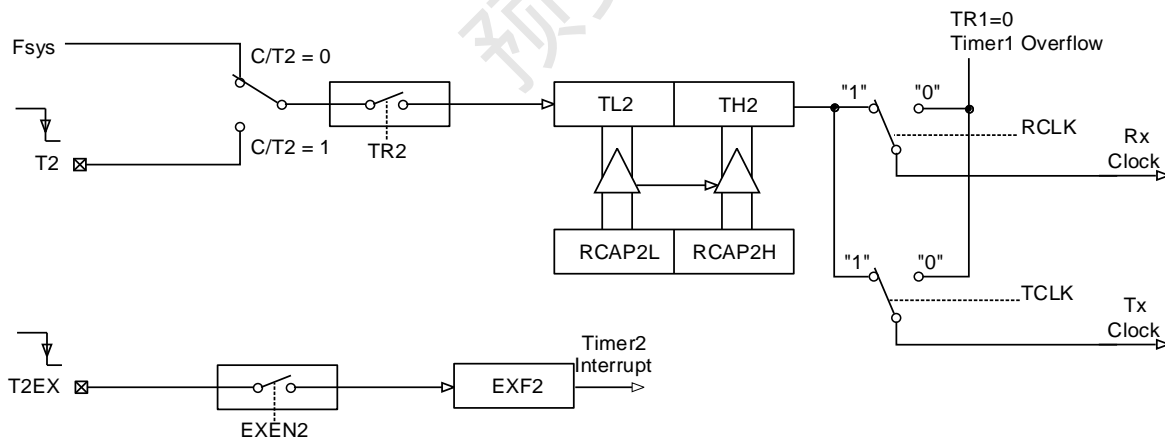 TR1=0
Timer1 Overflow
Fsys
C/T2 = 0
T2
C/T2 = 1
TR2
TL2
TH2
RCAP2L
RCAP2H
"1"
"0"
RCLK
Rx
Clock
"1"
"0"
TCLK
Tx
Clock
T2EX
EXEN2
EXF2
Timer2
Interrupt
预